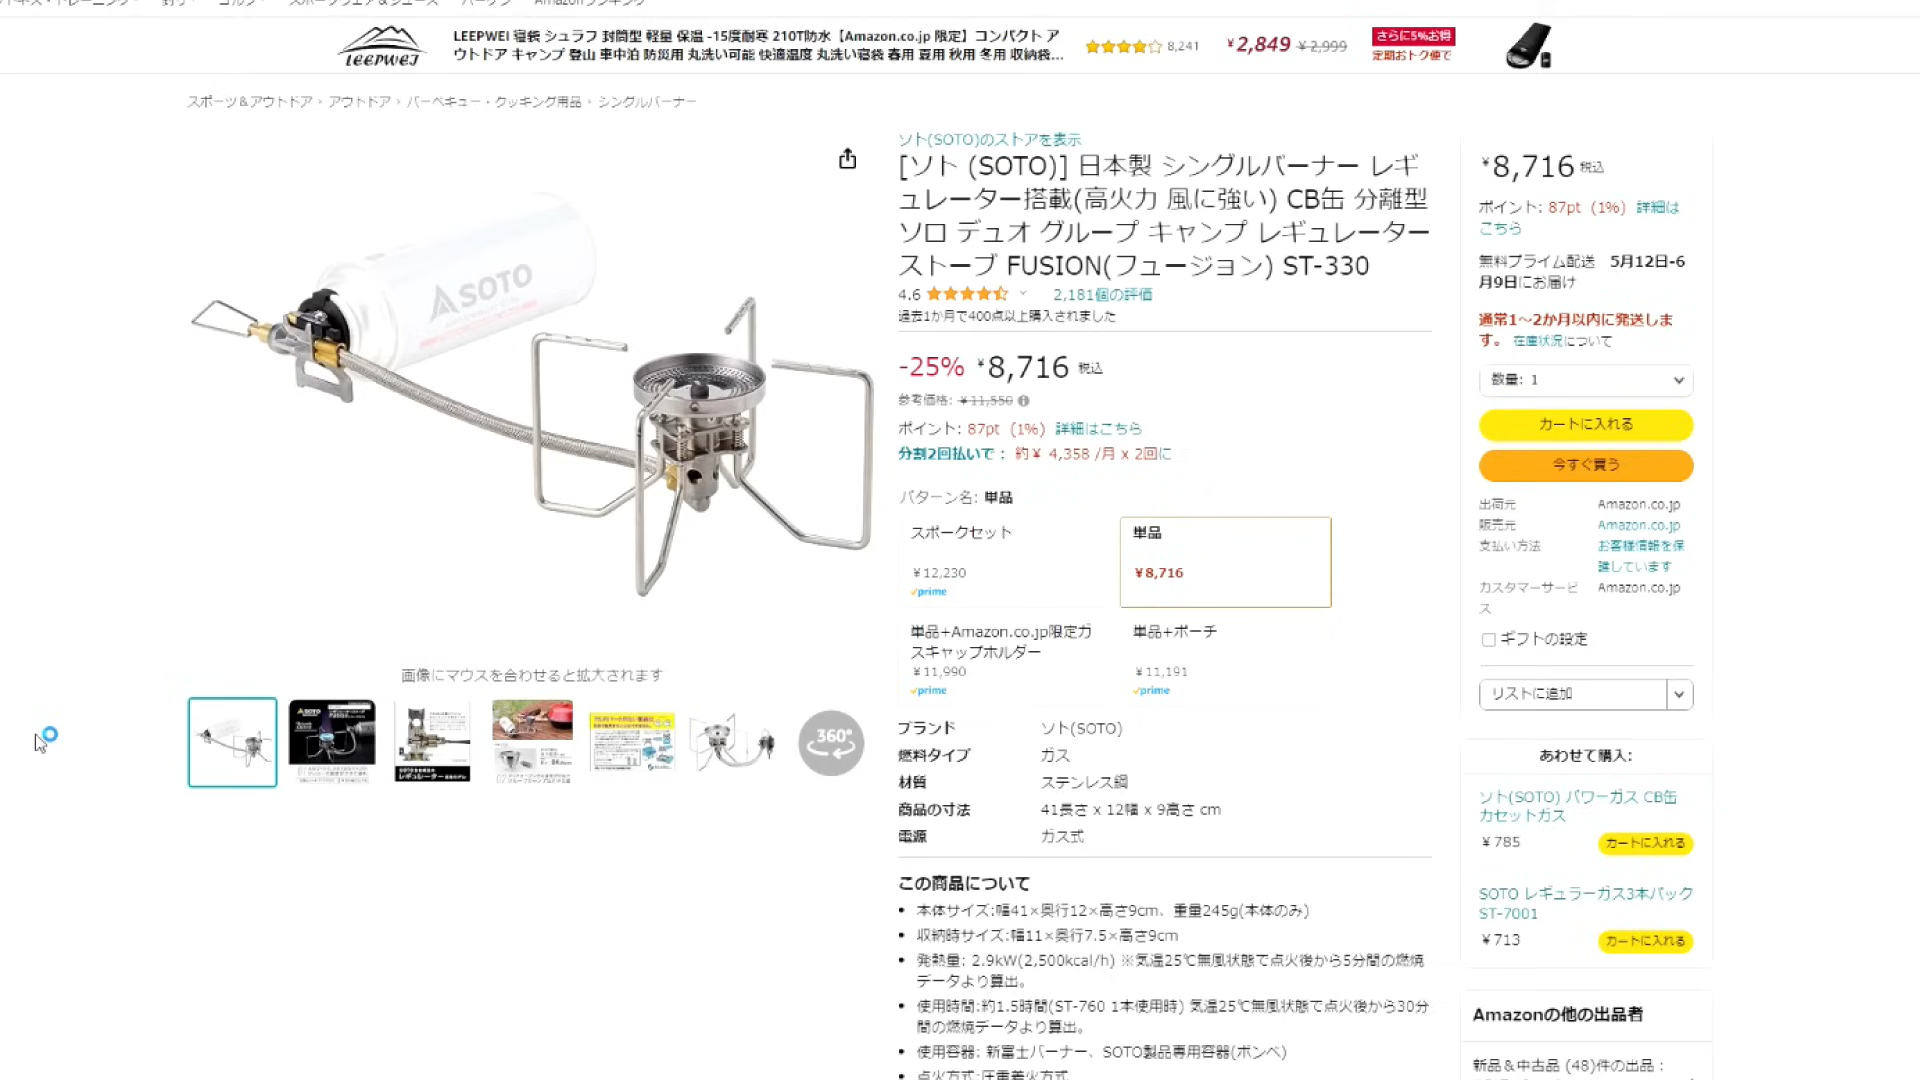 LEEPWEI
LEEPWEI 寝袋 シュラフ 封筒型 軽量 保温 -15度耐寒 210T防水【Amazon.co.jp 限定】コンパクト ア
ウトドア キャンプ 登山 車中泊 防災用 丸洗い可能 快適温度 丸洗い寝袋 春用 夏用 秋用 冬用 収納袋...
8,241
¥2,849 ¥2,999
さらに5%お得
定期おトク便で
スポーツ&アウトドア › アウトドア › バーベキュー・クッキング用品 › シングルバーナー
SOTO
画像にマウスを合わせると拡大されます
360°
ソト(SOTO)のストアを表示
[ソト (SOTO)] 日本製 シングルバーナー レギ
ュレーター搭載(高火力 風に強い) CB缶 分離型
ソロ デュオ グループ キャンプ レギュレーター
ストーブ FUSION(フュージョン) ST-330
4.6 2,181個の評価
過去1か月で400点以上購入されました
-25% ¥8,716 税込
参考価格: ¥11,550
ポイント: 87pt (1%) 詳細はこちら
分割2回払いで : 約¥ 4,358 /月 x 2回に
パターン名: 単品
スポークセット
¥12,230
prime
単品
¥8,716
単品+Amazon.co.jp限定ガ
スキャップホルダー
¥11,990
prime
単品+ポーチ
¥11,191
prime
ブランド ソト(SOTO)
燃料タイプ ガス
材質 ステンレス鋼
商品の寸法 41長さ x 12幅 x 9高さ cm
電源 ガス式
この商品について
• 本体サイズ:幅41×奥行12×高さ9cm、重量245g(本体のみ)
• 収納時サイズ:幅11×奥行7.5×高さ9cm
• 発熱量: 2.9kW(2,500kcal/h) ※気温25℃無風状態で点火後から5分間の燃焼
データより算出。
• 使用時間:約1.5時間(ST-760 1本使用時) 気温25℃無風状態で点火後から30分
間の燃焼データより算出。
• 使用容器: 新富士バーナー、SOTO製品専用容器(ボンベ)
• 点火方式:圧電着火方式
¥8,716 税込
ポイント: 87pt (1%) 詳細は
こちら
無料プライム配送 5月12日-6
月9日にお届け
通常1~2か月以内に発送しま
す。 在庫状況について
数量: 1
カートに入れる
今すぐ買う
出荷元 Amazon.co.jp
販売元 Amazon.co.jp
支払い方法 お客様情報を保
護しています
カスタマーサービ Amazon.co.jp
ス
ギフトの設定
リストに追加
あわせて購入:
ソト(SOTO) パワーガス CB缶
カセットガス
¥785 カートに入れる
SOTO レギュラーガス3本パック
ST-7001
¥713 カートに入れる
Amazonの他の出品者
新品&中古品 (48)件の出品 :